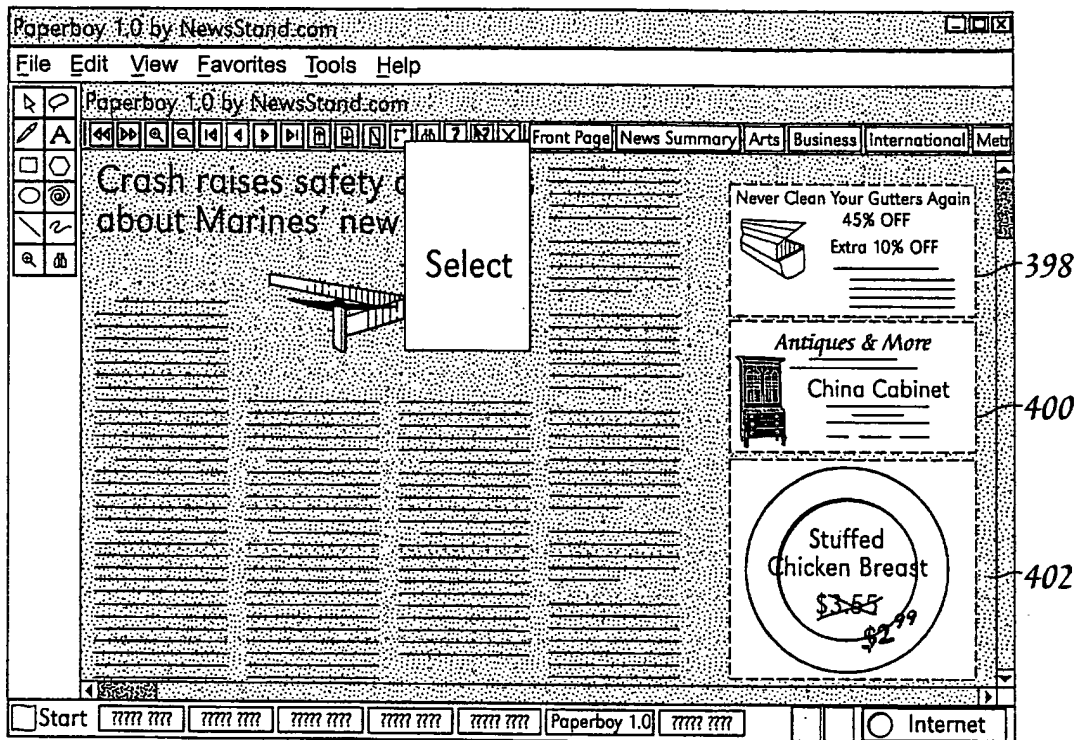 Paperboy 1.0 by NewsStand.com
File Edit View Favorites Tools Help
Paperboy 1.0 by NewsStand.com
Front Page News Summary Arts Business International Metr
Crash raises safety
about Marines' new
Select
Never Clean Your Gutters Again
45% OFF
Extra 10% OFF
398
Antiques & More
China Cabinet
400
Stuffed
Chicken Breast
$3.55
$2.99
402
Start ????? ???? ????? ???? ????? ???? ????? ???? ????? ???? Paperboy 1.0 ????? ???? Internet